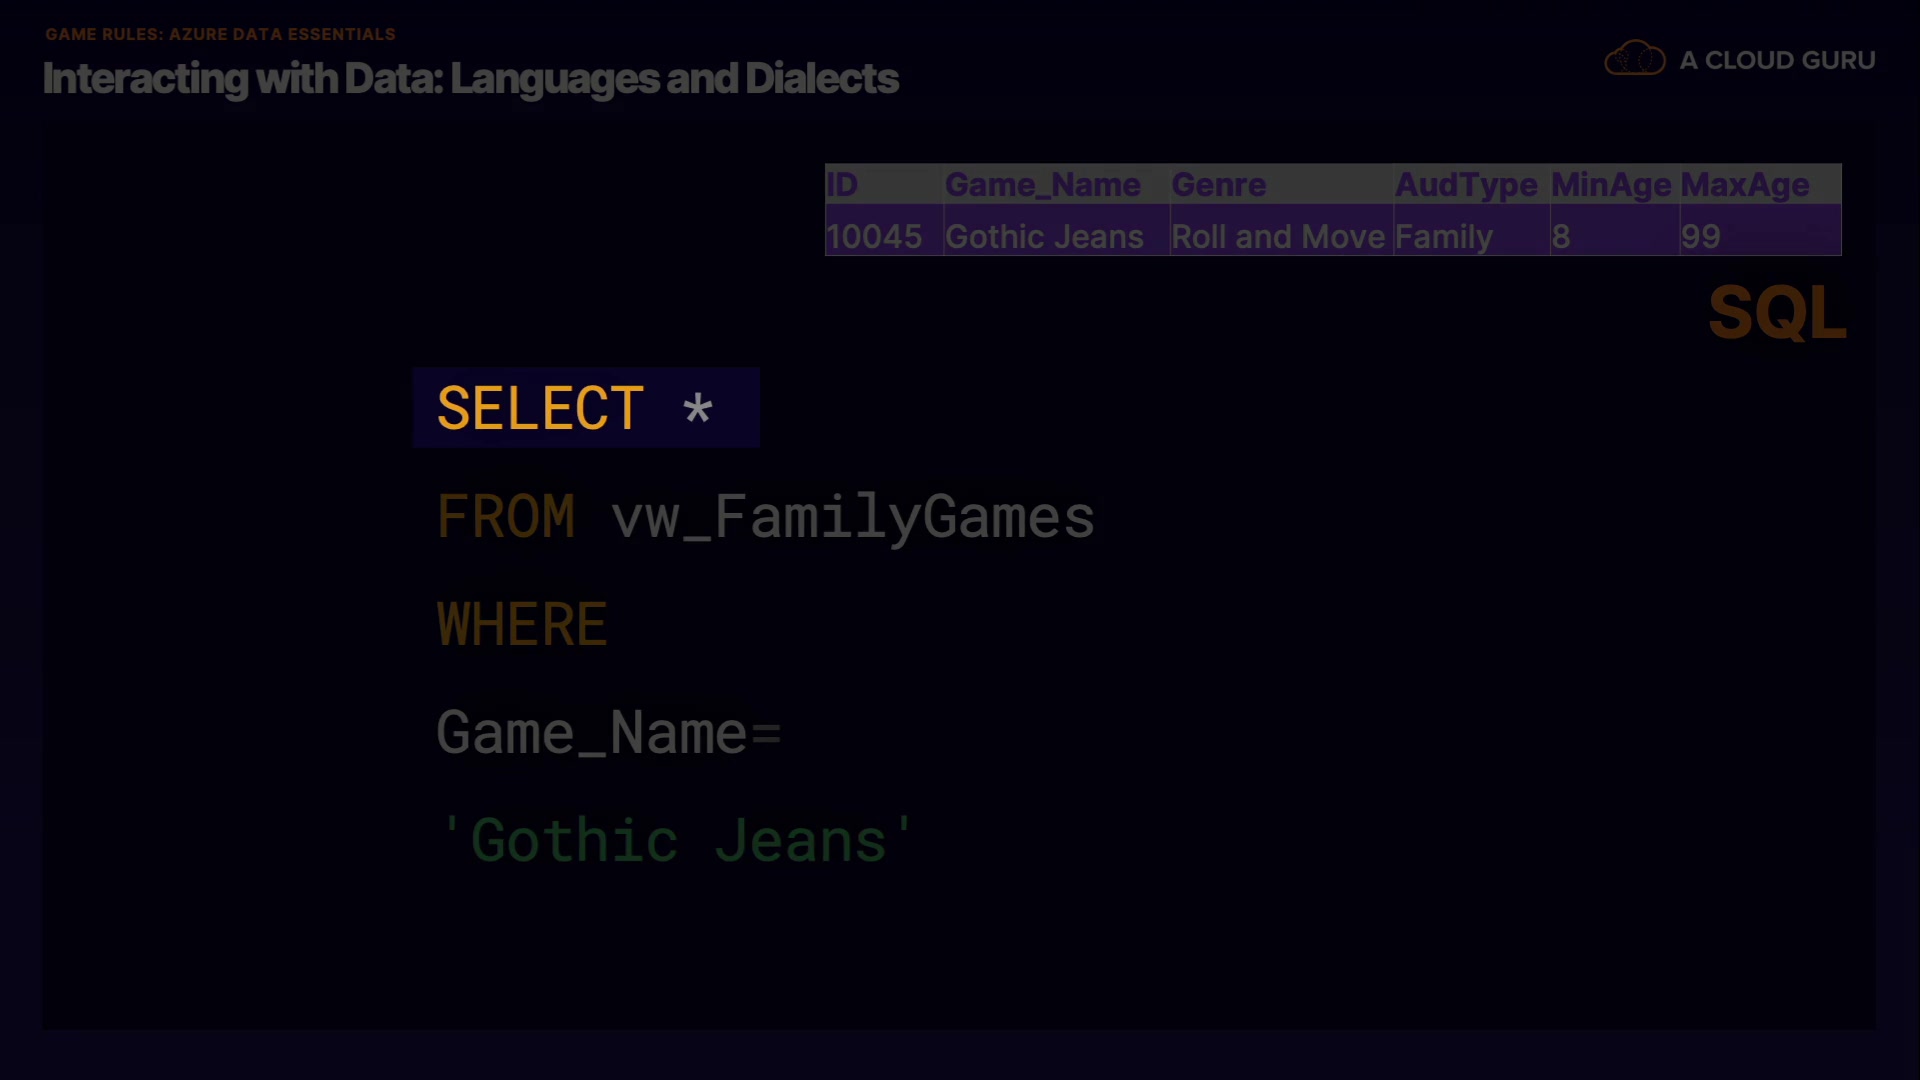 GAME RULES: AZURE DATA ESSENTIALS
Interacting with Data: Languages and Dialects
A CLOUD GURU
ID Game_Name Genre AudType MinAge MaxAge
10045 Gothic Jeans Roll and Move Family 8 99
SQL
SELECT *
FROM vw_FamilyGames
WHERE
Game_Name=
'Gothic Jeans'